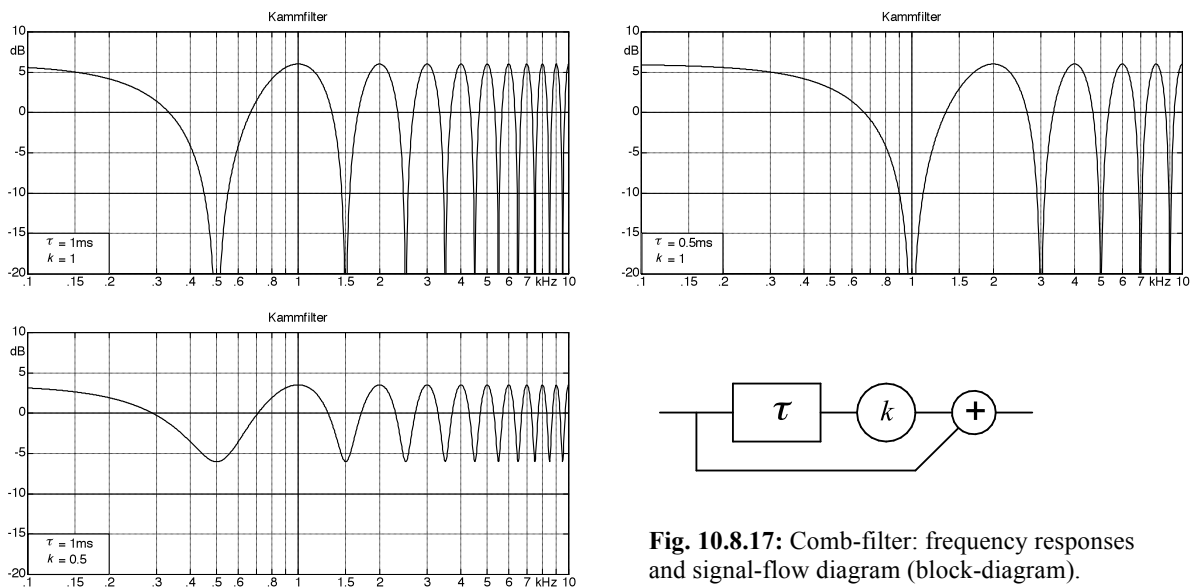 Kammfilter
10
dB
5
0
-5
-10
-15
-20
τ = 1ms
k = 1
.1 .15 .2 .3 .4 .5 .6 .8 1 1.5 2 3 4 5 6 7 kHz 10
Kammfilter
10
dB
5
0
-5
-10
-15
-20
τ = 0.5ms
k = 1
.1 .15 .2 .3 .4 .5 .6 .8 1 1.5 2 3 4 5 6 7 kHz 10
Kammfilter
10
dB
5
0
-5
-10
-15
-20
τ = 1ms
k = 0.5
.1 .15 .2 .3 .4 .5 .6 .8 1 1.5 2 3 4 5 6 7 kHz 10
τ k +
Fig. 10.8.17: Comb-filter: frequency responses
and signal-flow diagram (block-diagram).